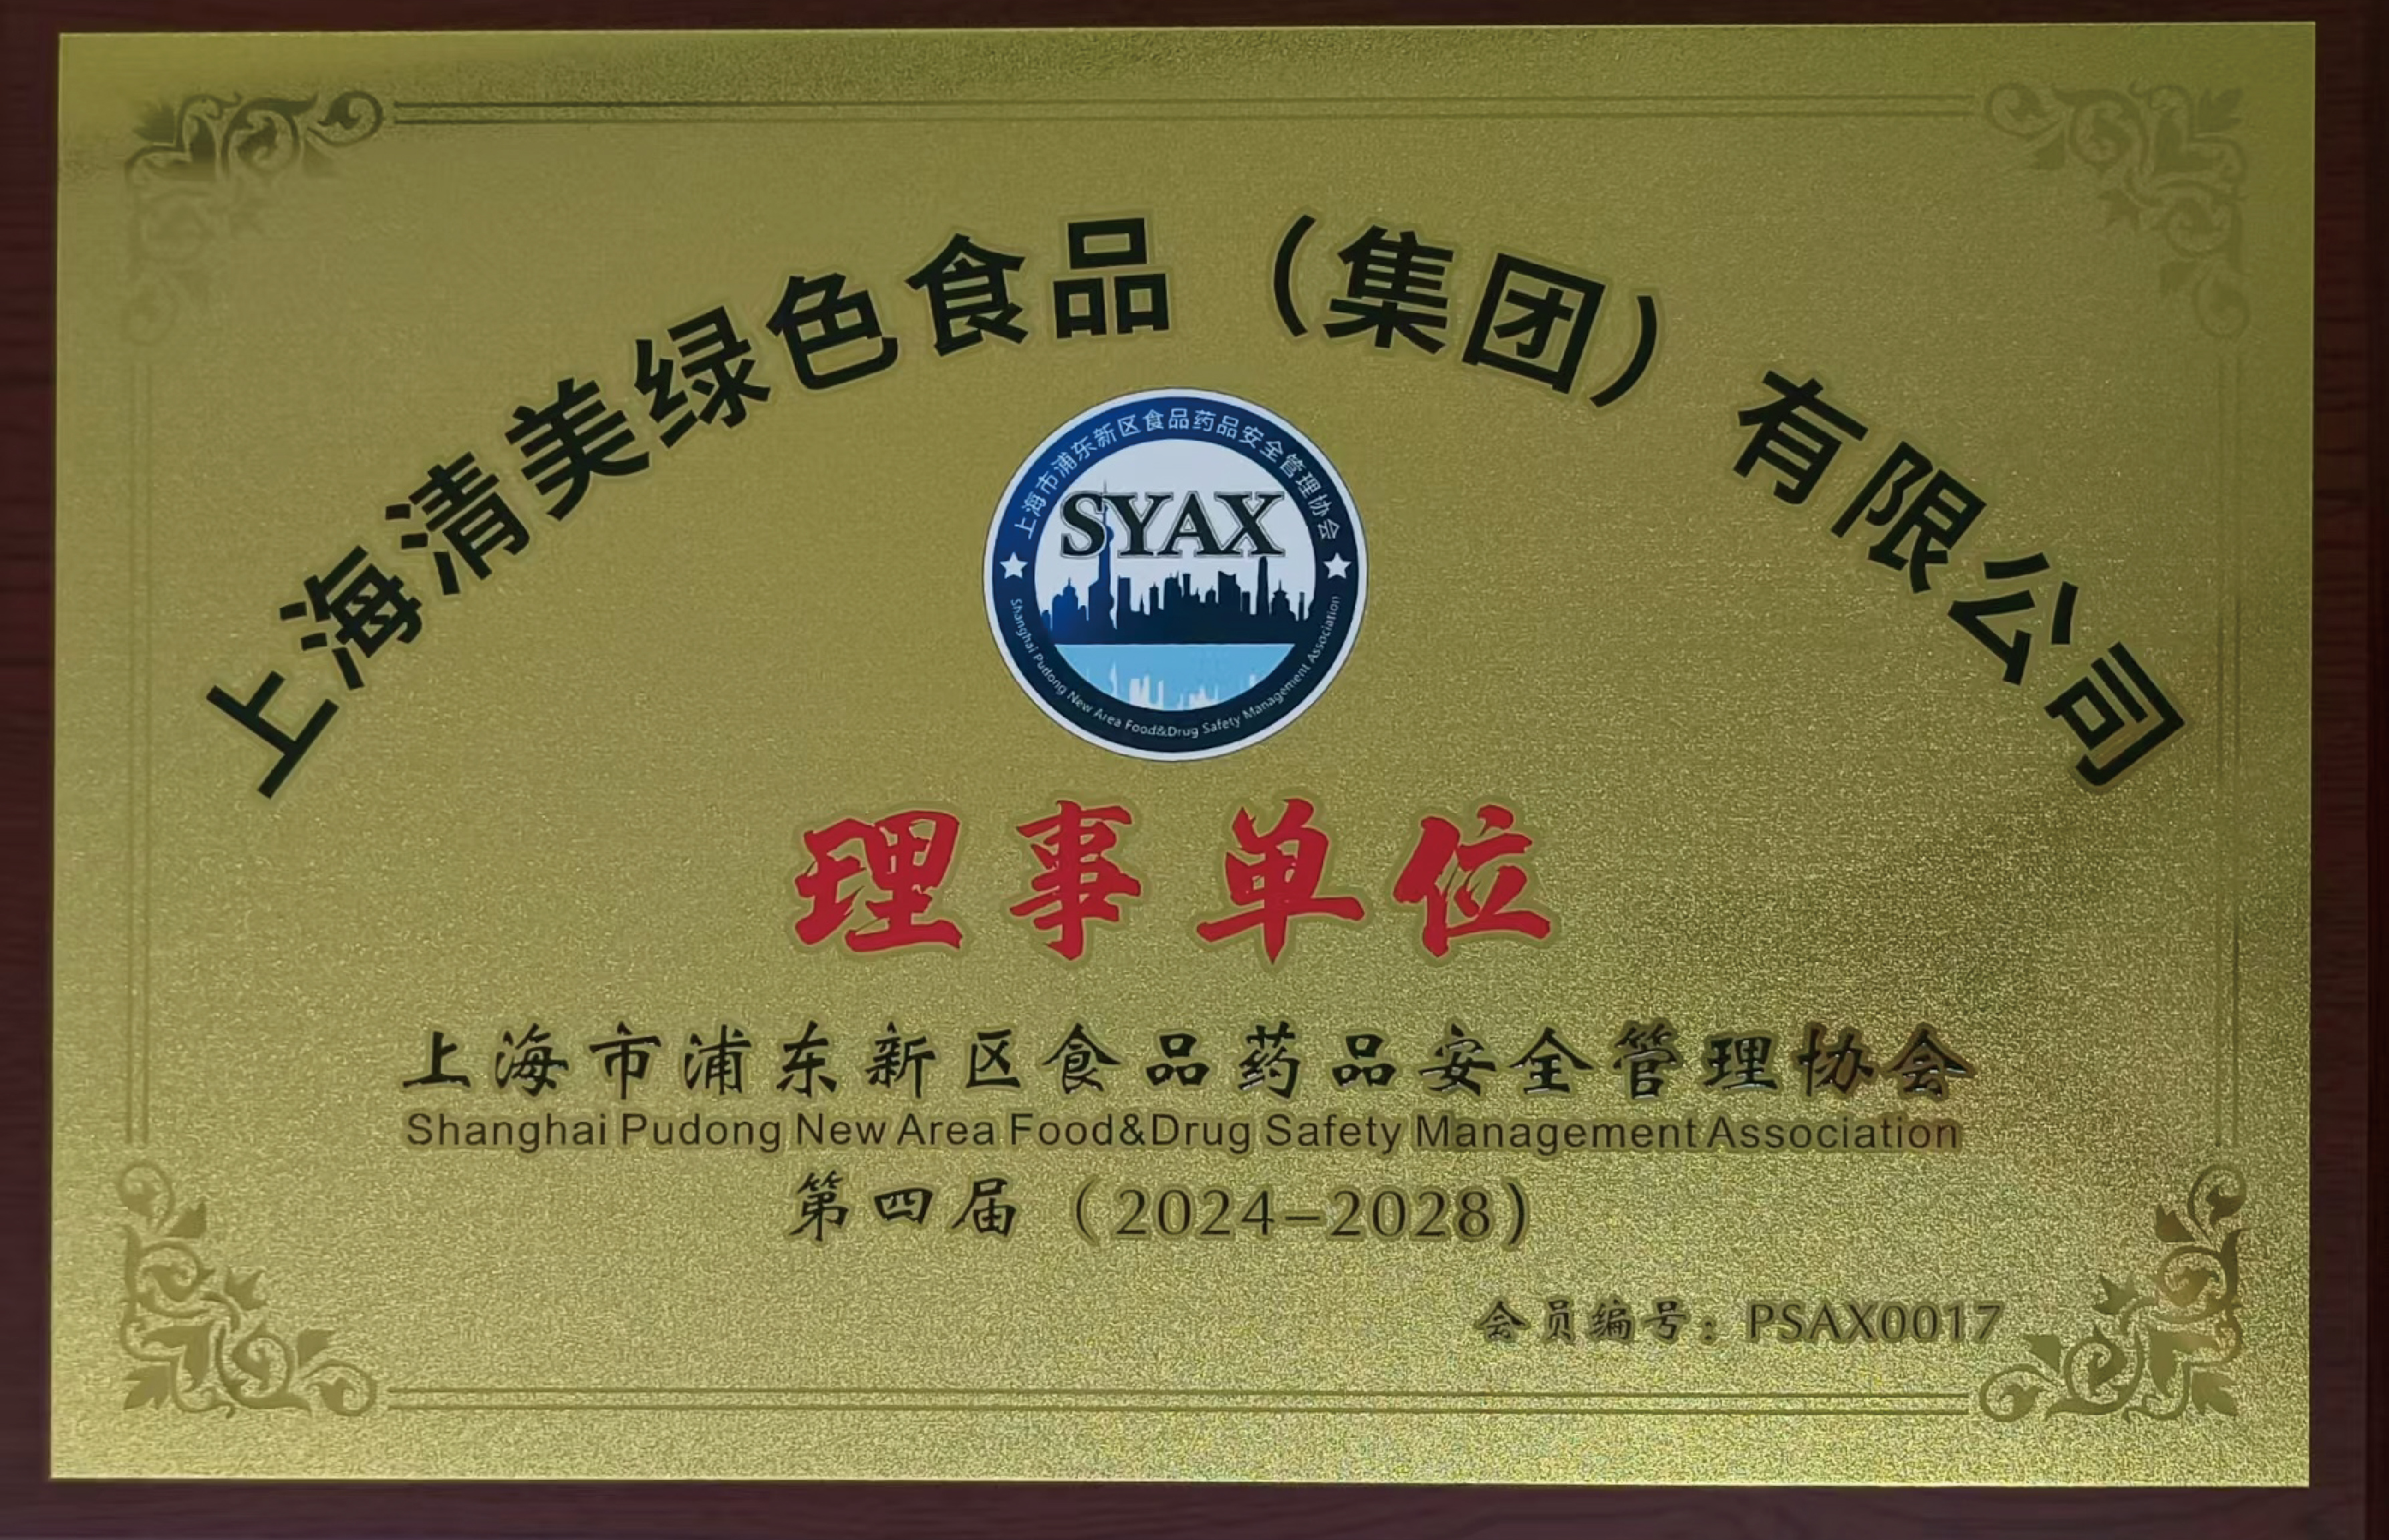 上海清美绿色食品（集团）有限公司
上海市浦东新区食品药品安全管理协会
SYAX
Shanghai Pudong New Area Food&Drug Safety Management Association
理事单位
上海市浦东新区食品药品安全管理协会
Shanghai Pudong New Area Food&Drug Safety Management Association
第四届（2024-2028）
会员编号：PSAX0017